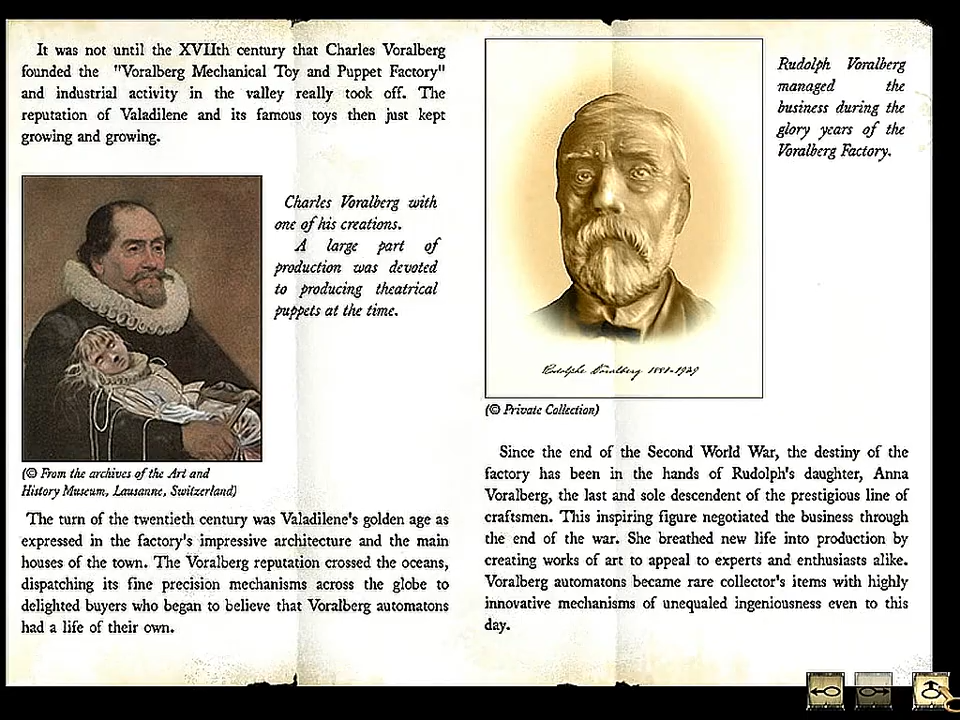 It was not until the XVIIth century that Charles Voralberg
founded the "Voralberg Mechanical Toy and Puppet Factory"
and industrial activity in the valley really took off. The
reputation of Valadilene and its famous toys then just kept
growing and growing.
Charles Voralberg with
one of his creations.
A large part of
production was devoted
to producing theatrical
puppets at the time.
(© From the archives of the Art and
History Museum, Lausanne, Switzerland)
The turn of the twentieth century was Valadilene's golden age as
expressed in the factory's impressive architecture and the main
houses of the town. The Voralberg reputation crossed the oceans,
dispatching its fine precision mechanisms across the globe to
delighted buyers who began to believe that Voralberg automatons
had a life of their own.
Rudolph Voralberg
managed the
business during the
glory years of the
Voralberg Factory.
Rodolphe Voralberg
(© Private Collection)
Since the end of the Second World War, the destiny of the
factory has been in the hands of Rudolph's daughter, Anna
Voralberg, the last and sole descendent of the prestigious line of
craftsmen. This inspiring figure negotiated the business through
the end of the war. She breathed new life into production by
creating works of art to appeal to experts and enthusiasts alike.
Voralberg automatons became rare collector's items with highly
innovative mechanisms of unequaled ingeniousness even to this
day.